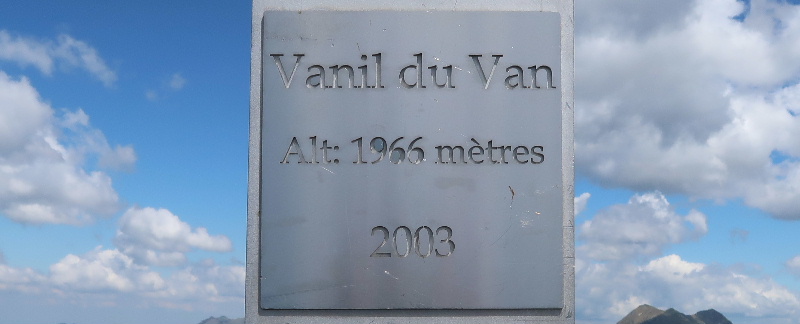 Vanil du Van
Alt: 1966 mètres
2003